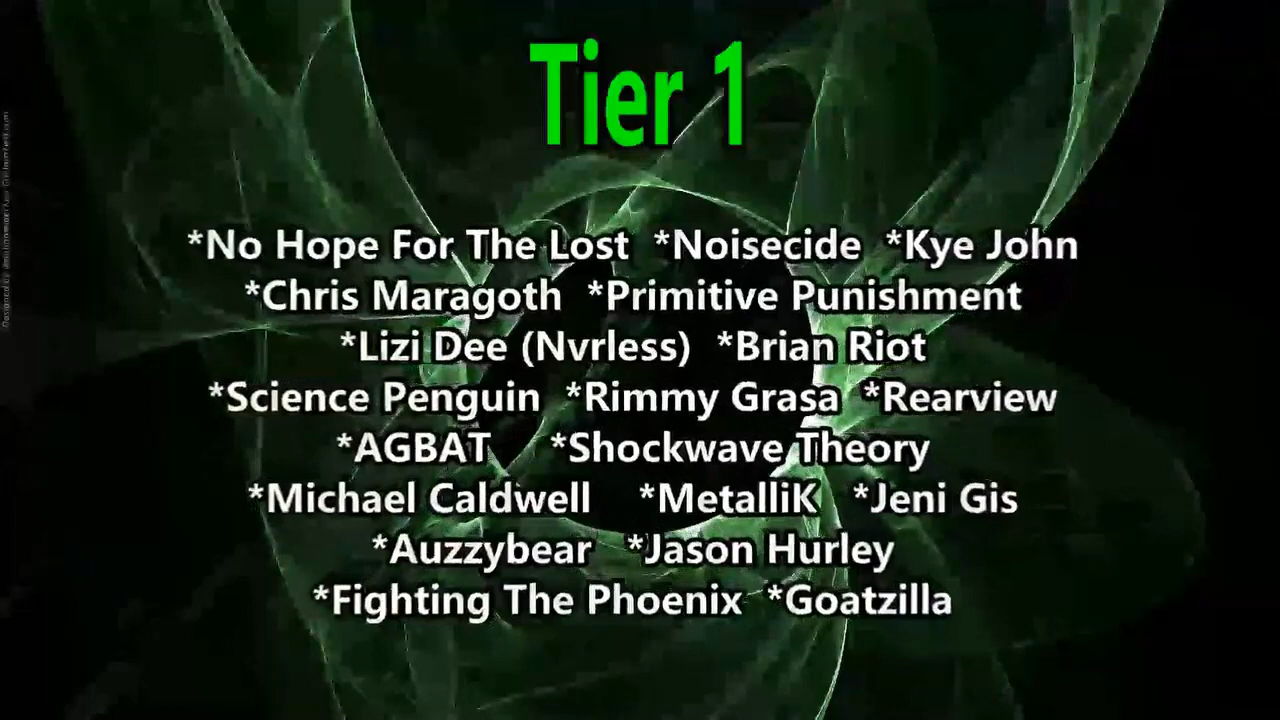 Tier 1
*No Hope For The Lost *Noisecide *Kye John
*Chris Maragoth *Primitive Punishment
*Lizi Dee (Nvrless) *Brian Riot
*Science Penguin *Rimmy Grasa *Rearview
*AGBAT *Shockwave Theory
*Michael Caldwell *MetalliK *Jeni Gis
*Auzzybear *Jason Hurley
*Fighting The Phoenix *Goatzilla